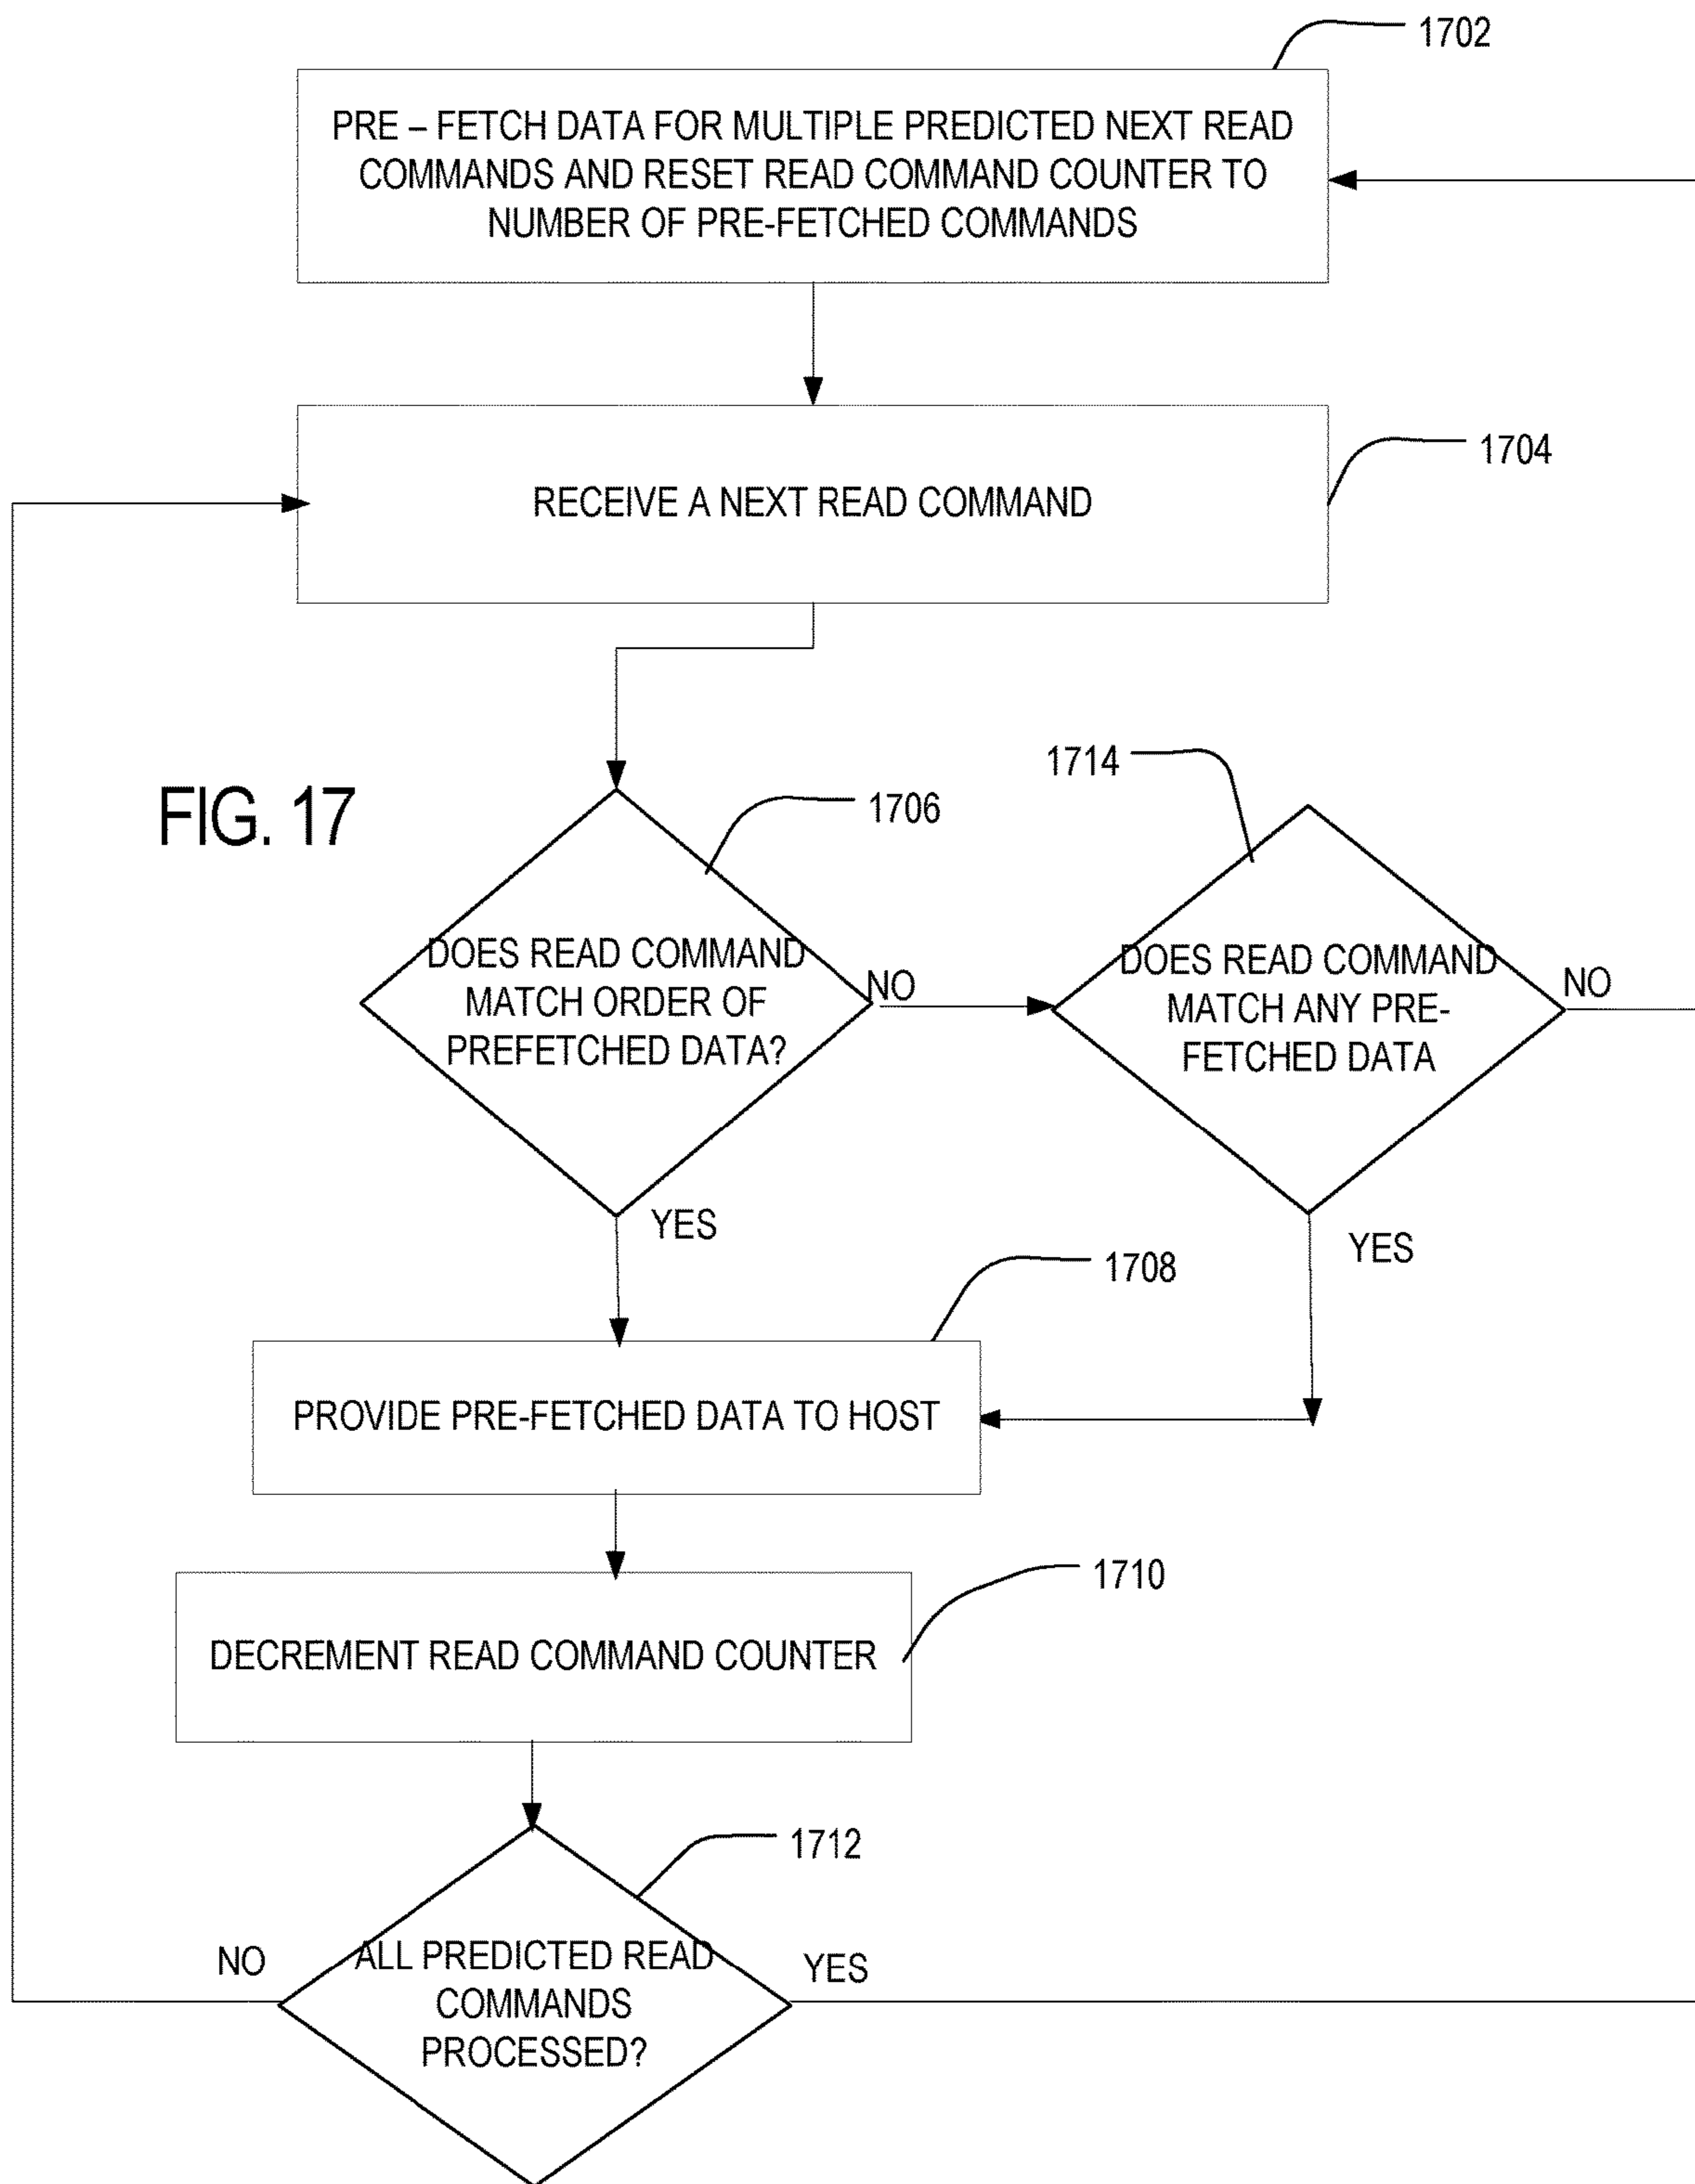 1702
PRE – FETCH DATA FOR MULTIPLE PREDICTED NEXT READ
COMMANDS AND RESET READ COMMAND COUNTER TO
NUMBER OF PRE-FETCHED COMMANDS
1704
RECEIVE A NEXT READ COMMAND
FIG. 17
1706
1714
DOES READ COMMAND
MATCH ORDER OF
PREFETCHED DATA?
NO
DOES READ COMMAND
MATCH ANY PRE-
FETCHED DATA
NO
YES
YES
1708
PROVIDE PRE-FETCHED DATA TO HOST
1710
DECREMENT READ COMMAND COUNTER
1712
NO
ALL PREDICTED READ
COMMANDS
PROCESSED?
YES